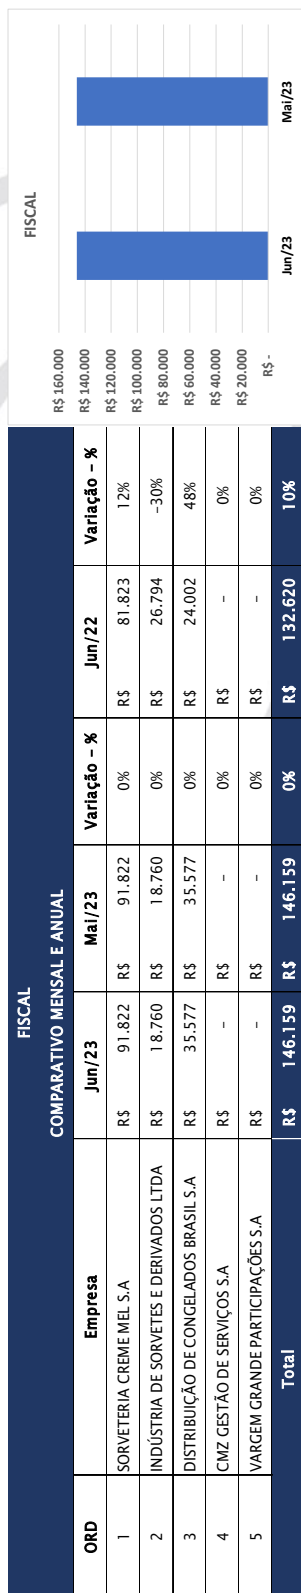 FISCAL
COMPARATIVO MENSAL E ANUAL
ORD Empresa Jun/23 Mai/23 Variação - % Jun/22 Variação - %
1 SORVETERIA CREME MEL S.A R$ 91.822 R$ 91.822 0% R$ 81.823 12%
2 INDÚSTRIA DE SORVETES E DERIVADOS LTDA R$ 18.760 R$ 18.760 0% R$ 26.794 -30%
3 DISTRIBUIÇÃO DE CONGELADOS BRASIL S.A R$ 35.577 R$ 35.577 0% R$ 24.002 48%
4 CMZ GESTÃO DE SERVIÇOS S.A R$ - R$ - 0% R$ - 0%
5 VARGEM GRANDE PARTICIPAÇÕES S.A R$ - R$ - 0% R$ - 0%
Total R$ 146.159 R$ 146.159 0% R$ 132.620 10%
FISCAL
R$ 160.000
R$ 140.000
R$ 120.000
R$ 100.000
R$ 80.000
R$ 60.000
R$ 40.000
R$ 20.000
R$ -
Jun/23 Mai/23